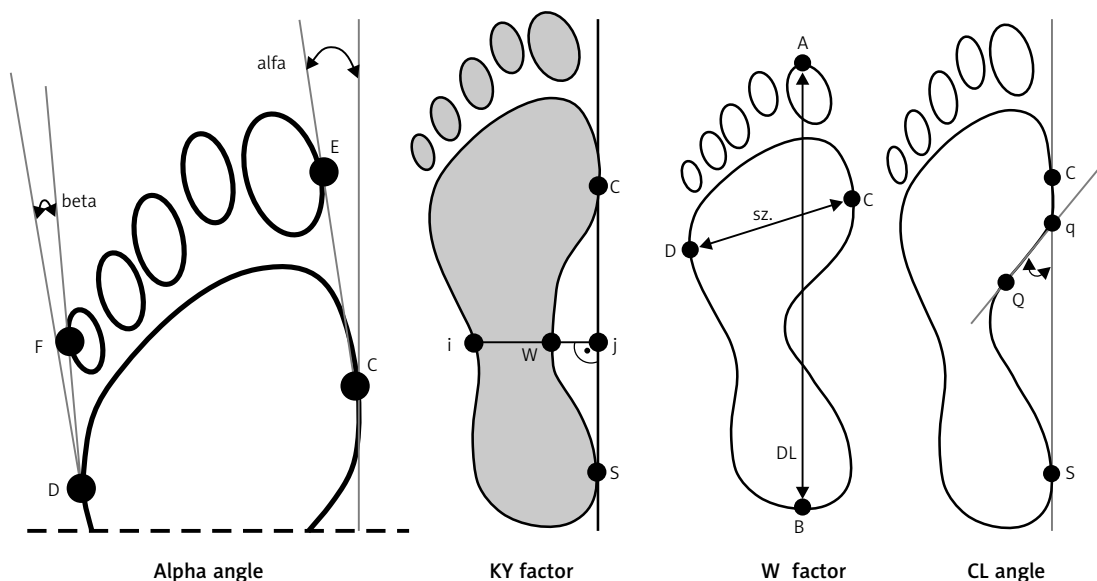 alfa
E
beta
F
C
D
Alpha angle
C
i
W
j
S
KY factor
A
sz.
C
D
DL
B
W factor
C
q
Q
S
CL angle